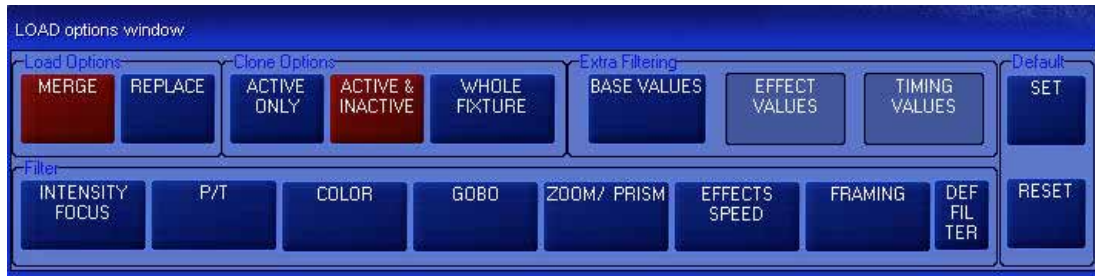 LOAD options window
Load Options
Clone Options
Extra Filtering
Default
MERGE
REPLACE
ACTIVE
ONLY
ACTIVE &
INACTIVE
WHOLE
FIXTURE
BASE VALUES
EFFECT
VALUES
TIMING
VALUES
SET
Filter
INTENSITY
FOCUS
P/T
COLOR
GOBO
ZOOM/ PRISM
EFFECTS
SPEED
FRAMING
DEF
FIL
TER
RESET